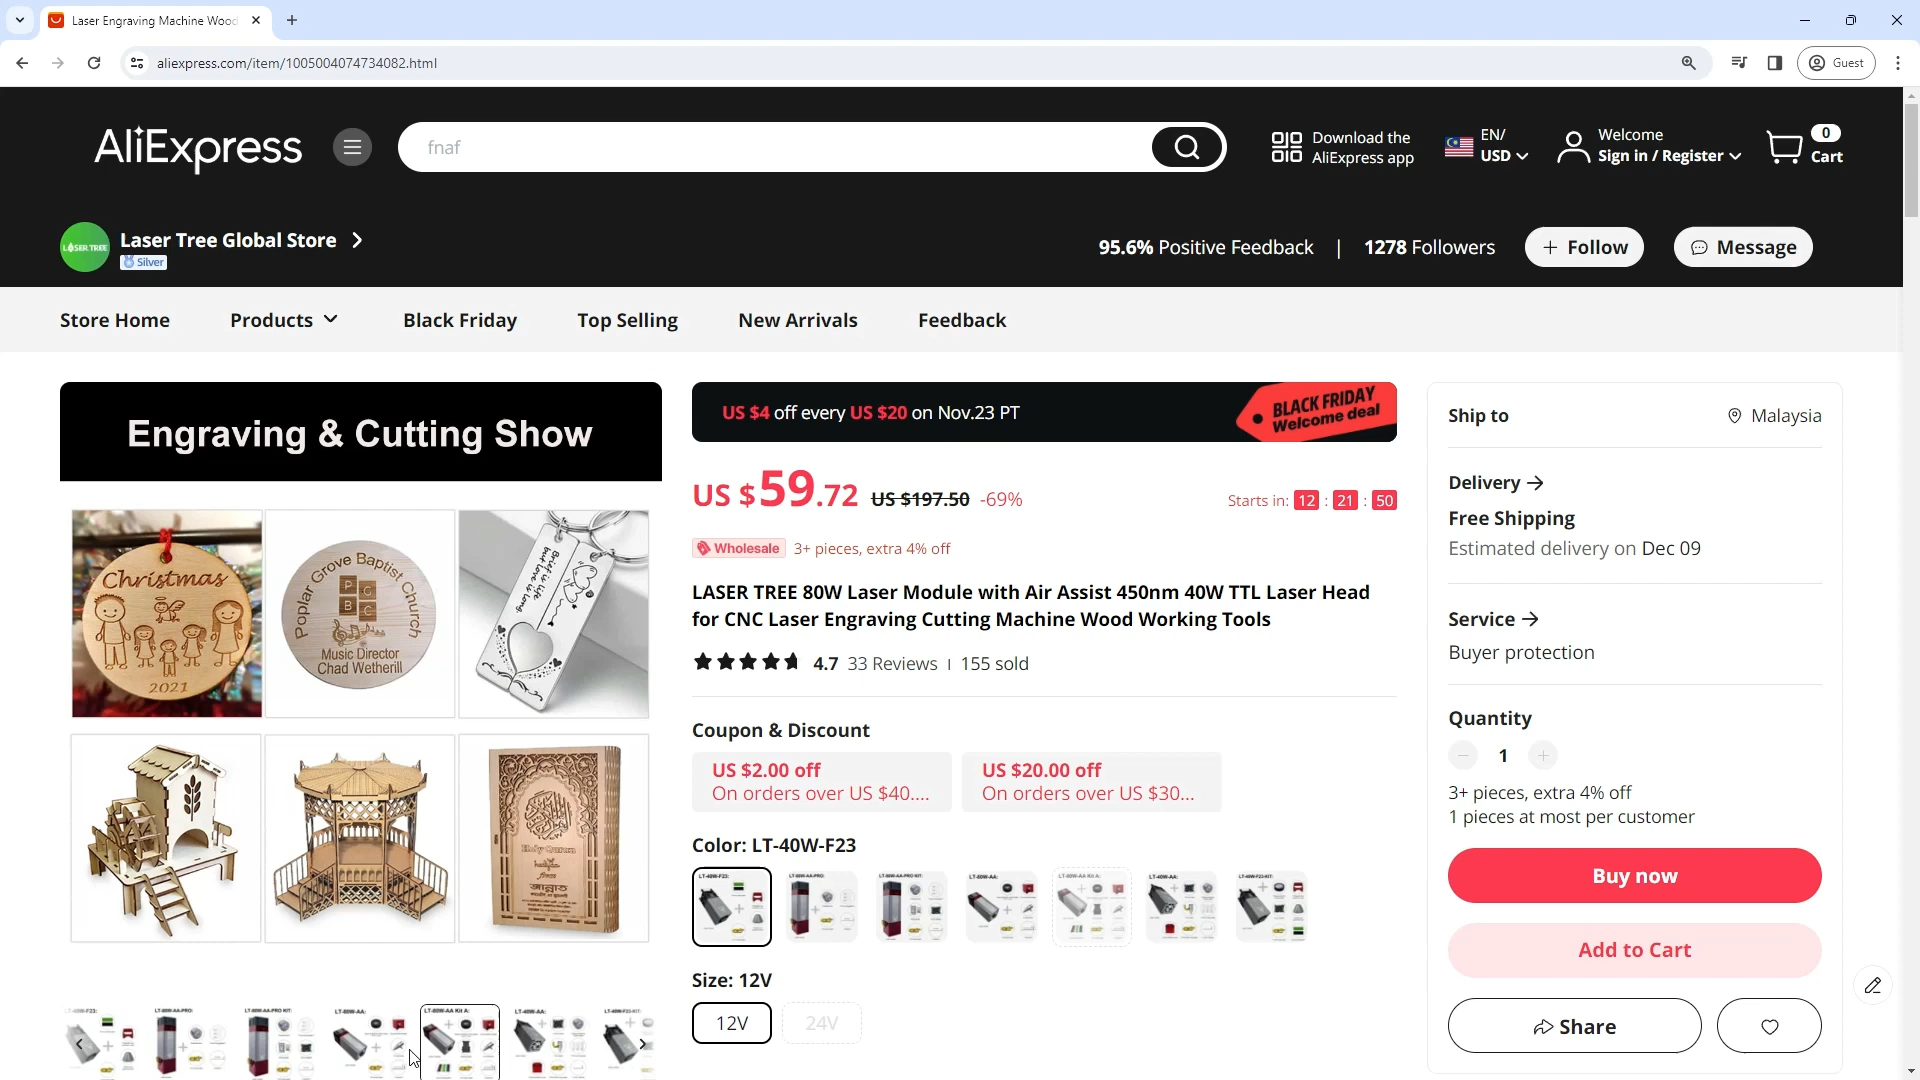 Laser Engraving Machine Wood
aliexpress.com/item/1005004074734082.html
Guest
AliExpress
fnaf
Download the
AliExpress app
EN/
USD
Welcome
Sign in / Register
0
Cart
LASER TREE
Laser Tree Global Store
Silver
95.6% Positive Feedback | 1278 Followers
+ Follow
Message
Store Home
Products
Black Friday
Top Selling
New Arrivals
Feedback
Engraving & Cutting Show
Christmas
2021
Poplar Grove Baptist Church
P G
B C
Music Director
Chad Wetherill
Brief is life
but love is long
Holy Quran
US $4 off every US $20 on Nov.23 PT
BLACK FRIDAY
Welcome deal
US $59.72 US $197.50 -69%
Starts in: 12 : 21 : 50
Wholesale 3+ pieces, extra 4% off
LASER TREE 80W Laser Module with Air Assist 450nm 40W TTL Laser Head
for CNC Laser Engraving Cutting Machine Wood Working Tools
4.7 33 Reviews 155 sold
Coupon & Discount
US $2.00 off
On orders over US $40....
US $20.00 off
On orders over US $30...
Color: LT-40W-F23
LT-40W-F23:
LT-80W-AA-PRO:
LT-80W-AA-PRO KIT:
LT-80W-AA:
LT-80W-AA Kit A:
LT-40W-AA:
LT-40W-F23-KIT:
Size: 12V
12V
24V
LT-80W-AA-PRO:
LT-80W-AA-PRO KIT:
LT-80W-AA:
LT-80W-AA Kit A:
LT-40W-AA:
LT-40W-F23-KIT:
Ship to
Malaysia
Delivery
Free Shipping
Estimated delivery on Dec 09
Service
Buyer protection
Quantity
1
3+ pieces, extra 4% off
1 pieces at most per customer
Buy now
Add to Cart
Share